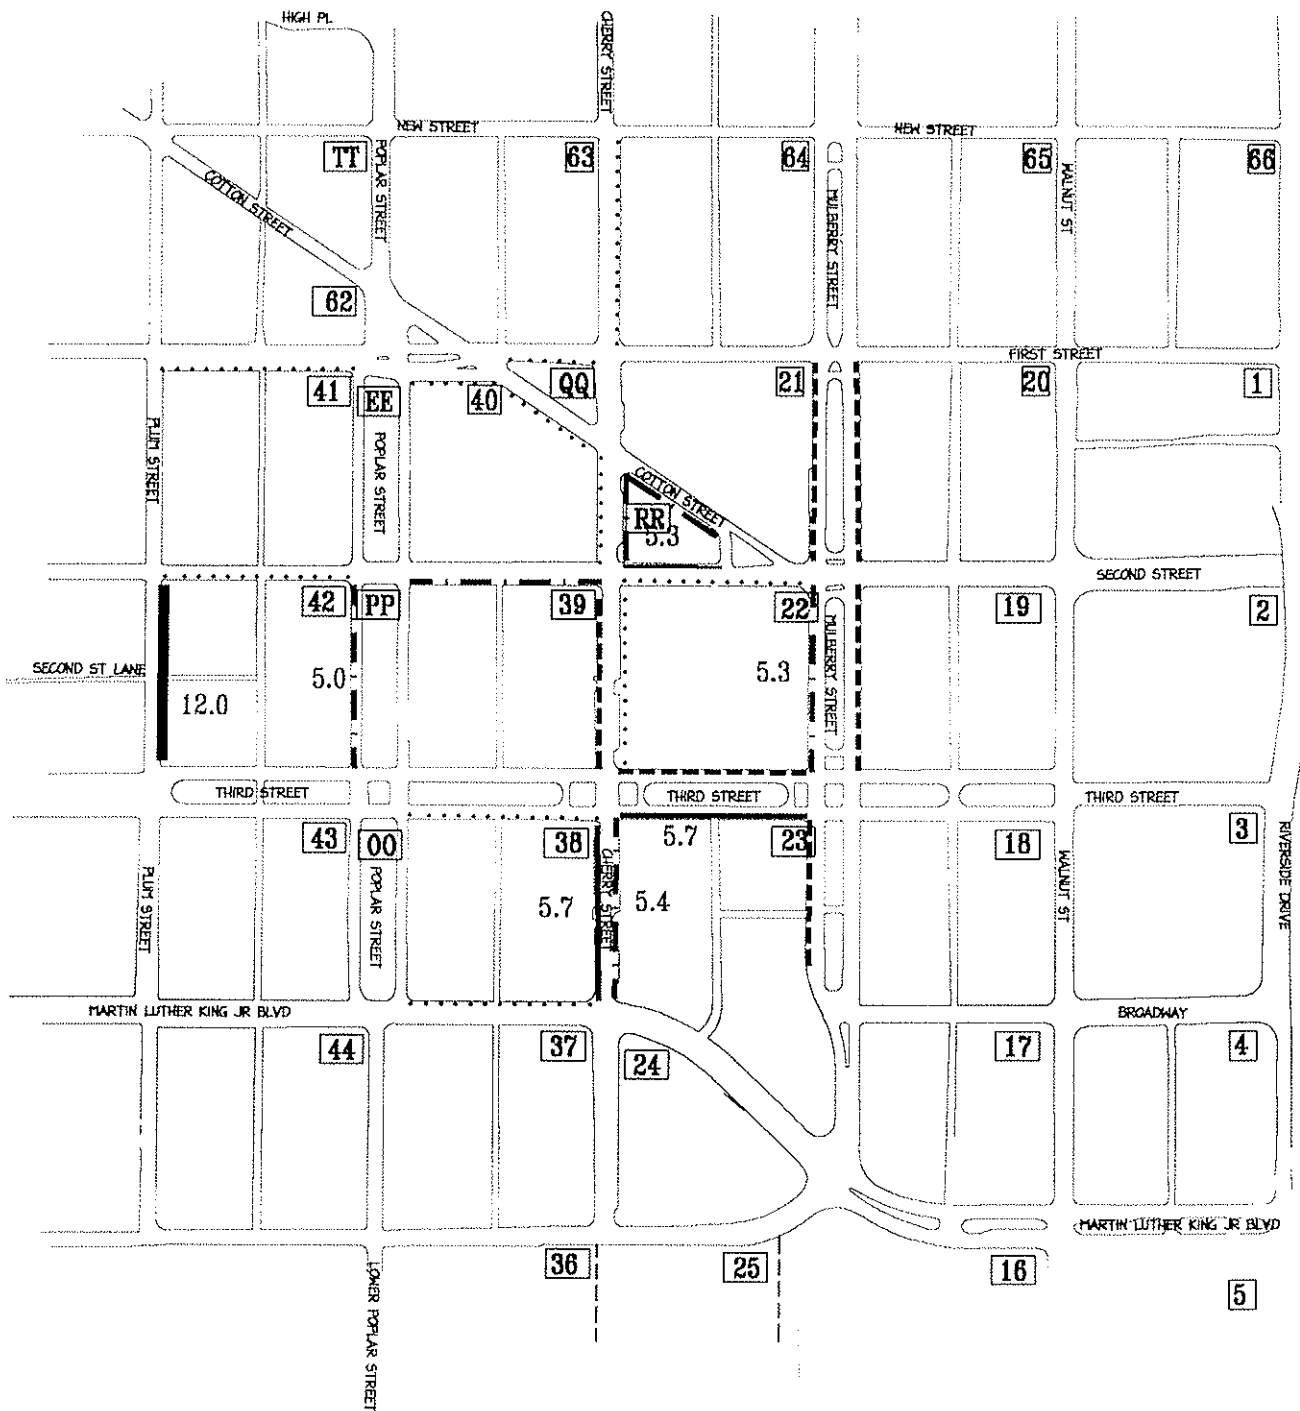 HIGH PL.
CHERRY STREET
NEW STREET
NEW STREET
TT
POPLAR STREET
63
64
65
WALNUT ST
66
COTTON STREET
MULBERRY STREET
62
FIRST STREET
41
EE
40
QQ
21
20
1
PLUM STREET
POPLAR STREET
COTTON STREET
RR
5.3
SECOND STREET
42
PP
39
22
19
2
SECOND ST LANE
5.0
5.3
MULBERRY STREET
12.0
THIRD STREET
THIRD STREET
THIRD STREET
43
OO
38
5.7
23
18
3
PLUM STREET
POPLAR STREET
CHERRY STREET
WALNUT ST
RIVERSIDE DRIVE
5.7
5.4
MARTIN LUTHER KING JR BLVD
BROADWAY
44
37
24
17
4
MARTIN LUTHER KING JR BLVD
36
25
16
5
LOWER POPLAR STREET